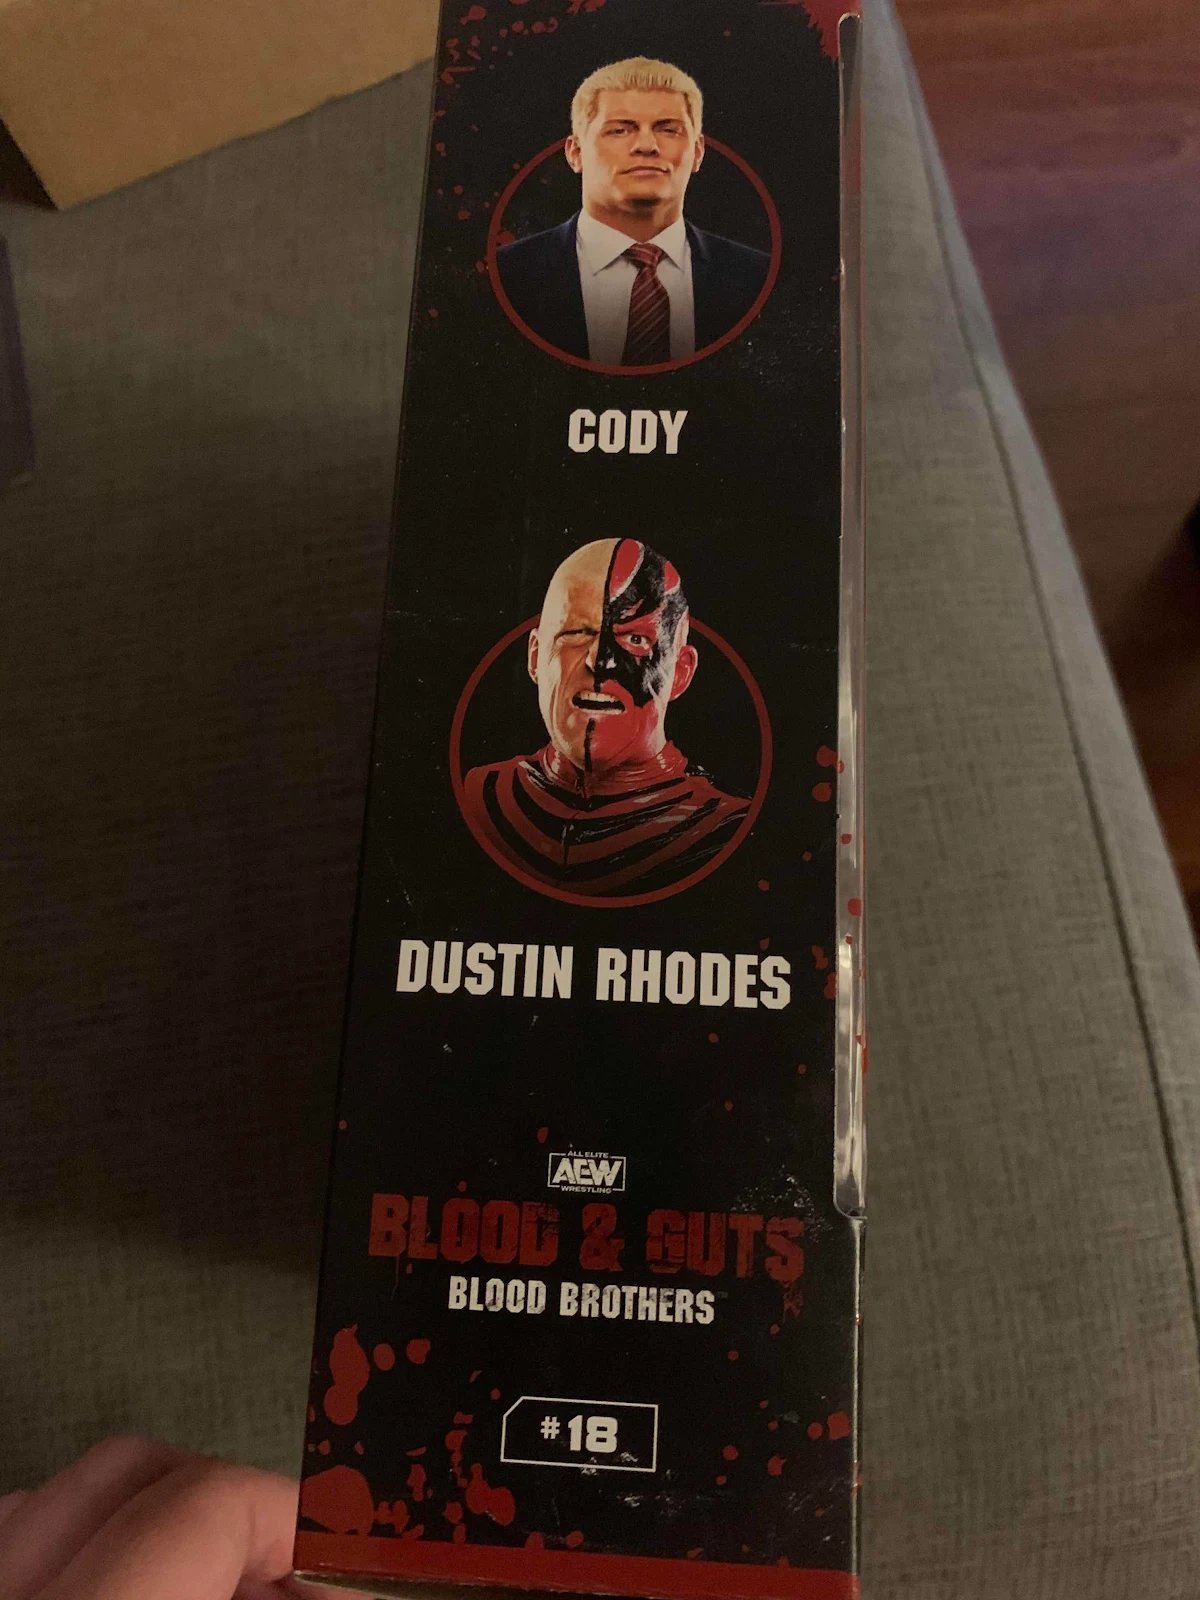 CODY
DUSTIN RHODES
ALL ELITE
AEW
WRESTLING
BLOOD & GUTS
BLOOD BROTHERS
#18